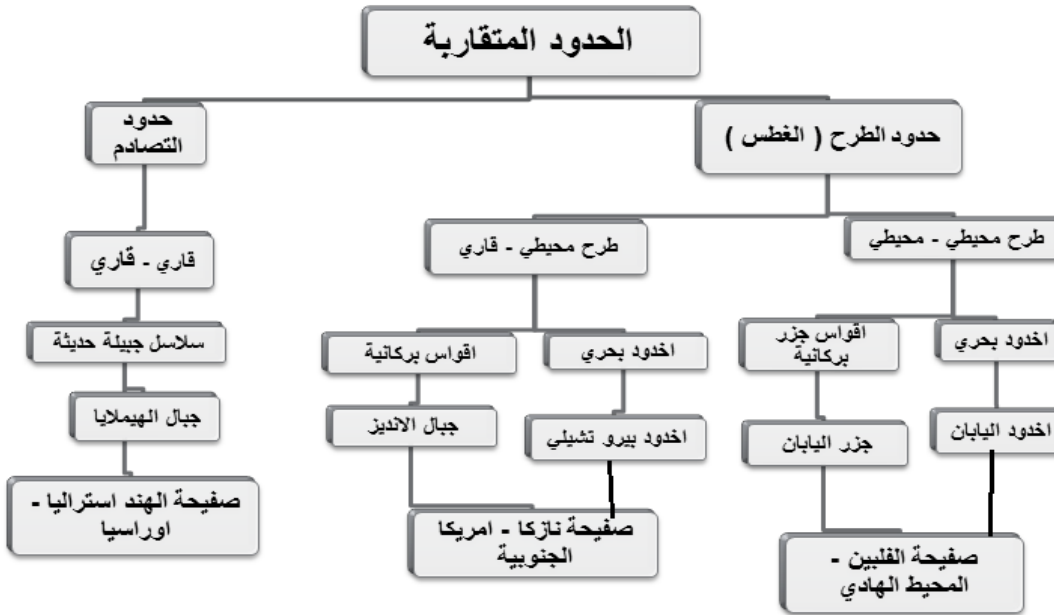 الحدود المتقاربة
حدود الطرح ( الغطس )
حدود
التصادم
طرح محيطي - محيطي
طرح محيطي - قاري
قاري - قاري
اخدود بحري
اقواس جزر
بركانية
اخدود بحري
اقواس بركانية
سلاسل جبيلة حديثة
اخدود اليابان
جزر اليابان
اخدود بيرو تشيلي
جبال الانديز
جبال الهيملايا
صفيحة الفلبين -
المحيط الهادي
صفيحة نازكا - امريكا
الجنوبية
صفيحة الهند استراليا -
اوراسيا